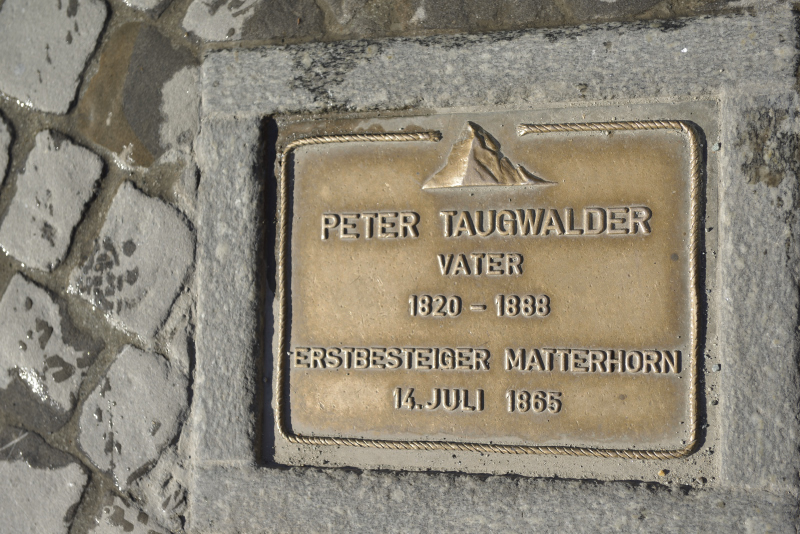 PETER TAUGWALDER
VATER
1820 - 1888
ERSTBESTEIGER MATTERHORN
14. JULI 1865